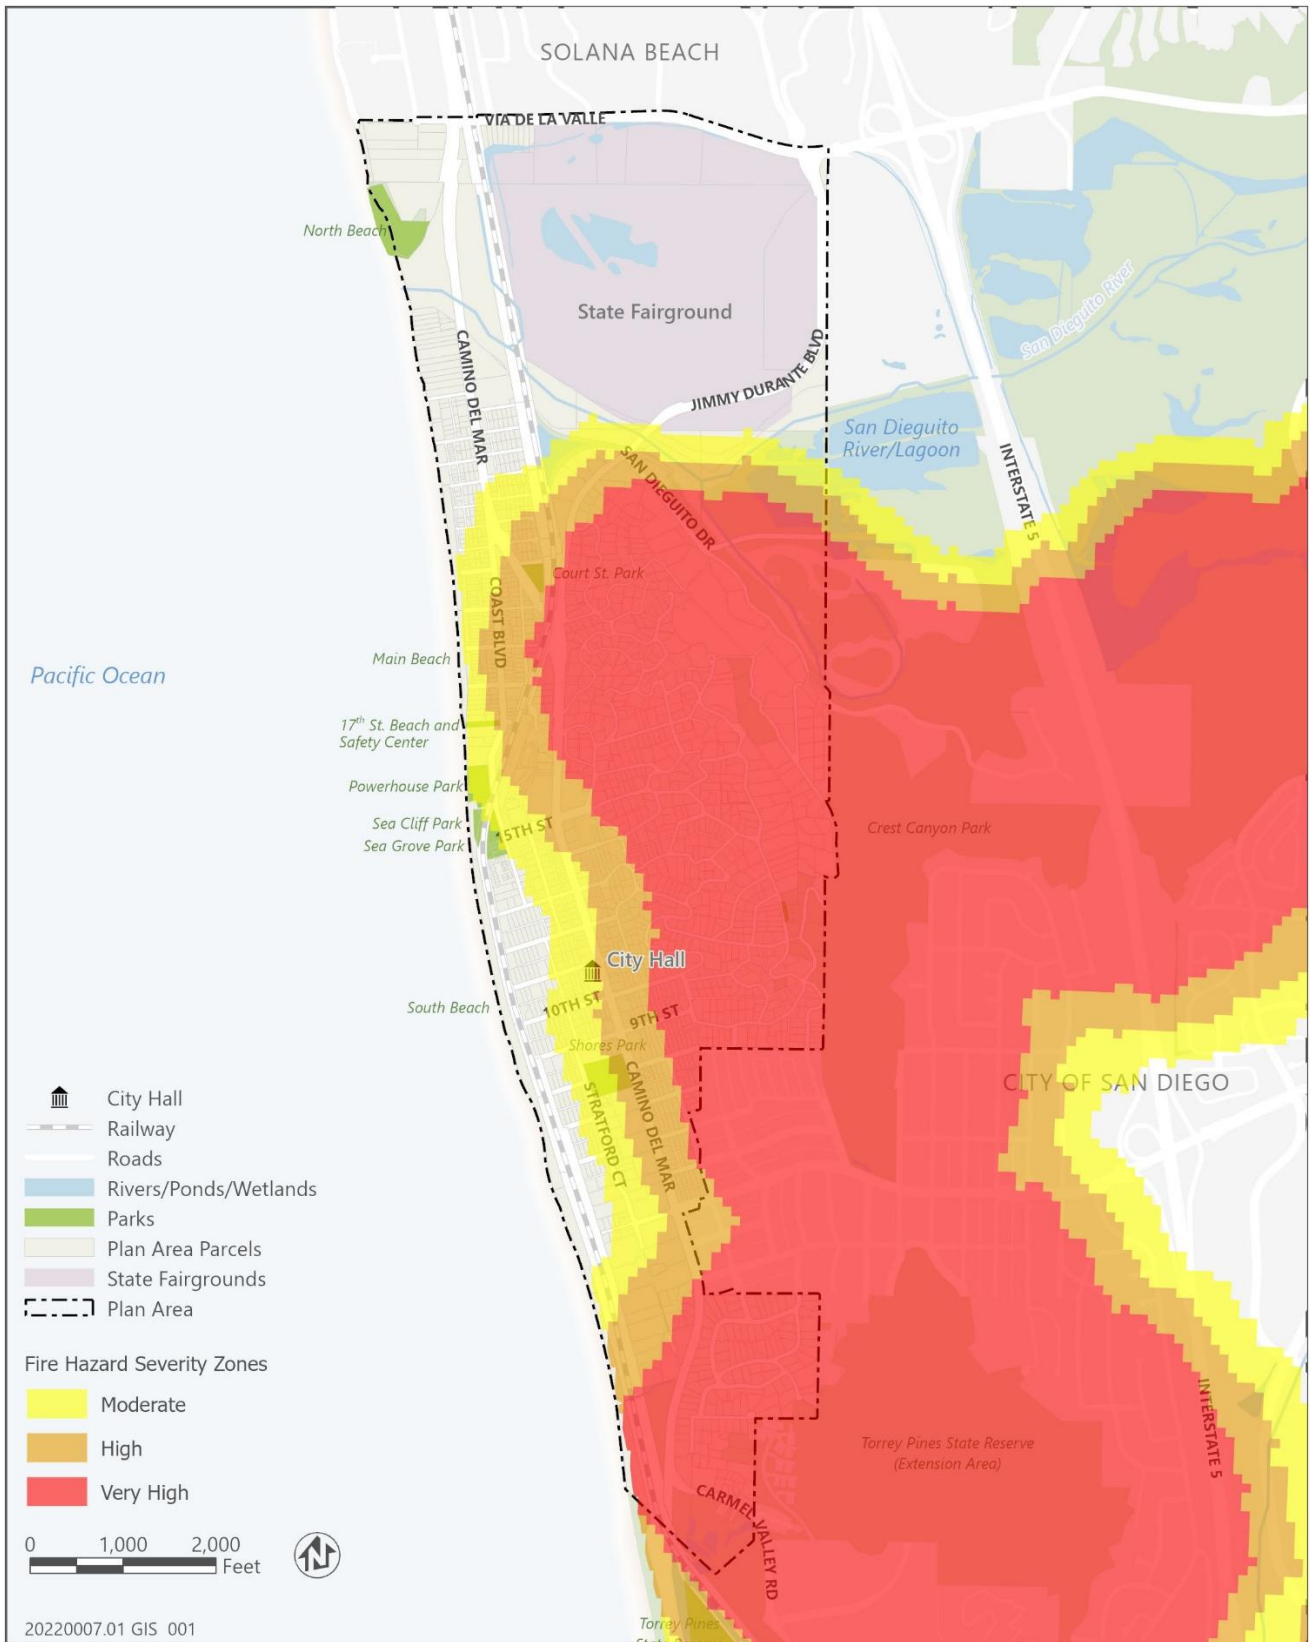 SOLANA BEACH
VIA DE LA VALLE
North Beach
State Fairground
San Dieguito River
CAMINO DEL MAR
JIMMY DURANTE BLVD
San Dieguito
River/Lagoon
INTERSTATE 5
SAN DIEGUITO DR
Court St. Park
COAST BLVD
Main Beach
Pacific Ocean
17th St. Beach and
Safety Center
Powerhouse Park
Sea Cliff Park
15TH ST
Sea Grove Park
Crest Canyon Park
City Hall
South Beach
10TH ST
9TH ST
Shores Park
CITY OF SAN DIEGO
STRATFORD CT
CAMINO DEL MAR
City Hall
Railway
Roads
Rivers/Ponds/Wetlands
Parks
Plan Area Parcels
State Fairgrounds
Plan Area
Fire Hazard Severity Zones
Moderate
High
Very High
INTERSTATE 5
Torrey Pines State Reserve
(Extension Area)
CARMEL VALLEY RD
0 1,000 2,000
Feet
N
20220007.01 GIS 001
Torrey Pines